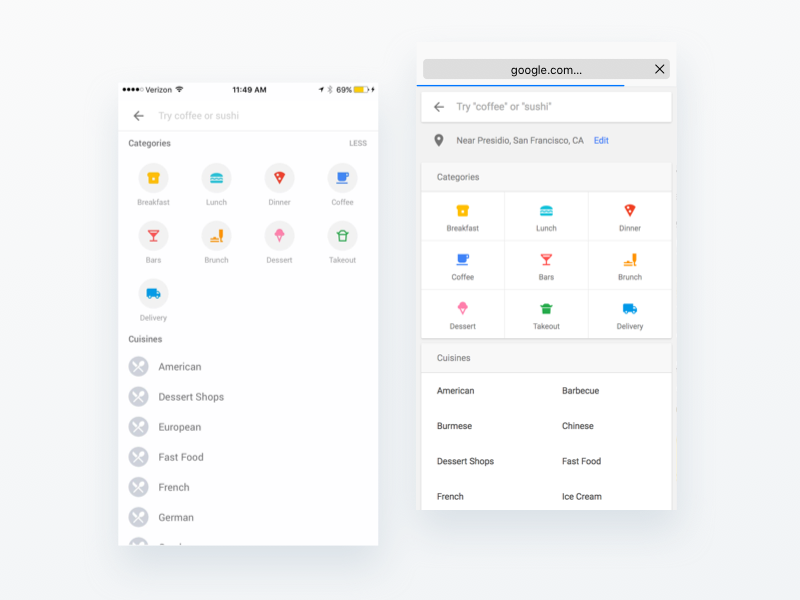 Verizon 11:49 AM 69%
Try coffee or sushi
Categories LESS
Breakfast Lunch Dinner Coffee
Bars Brunch Dessert Takeout
Delivery
Cuisines
American
Dessert Shops
European
Fast Food
French
German
google.com...
Try "coffee" or "sushi"
Near Presidio, San Francisco, CA Edit
Categories
Breakfast Lunch Dinner
Coffee Bars Brunch
Dessert Takeout Delivery
Cuisines
American Barbecue
Burmese Chinese
Dessert Shops Fast Food
French Ice Cream